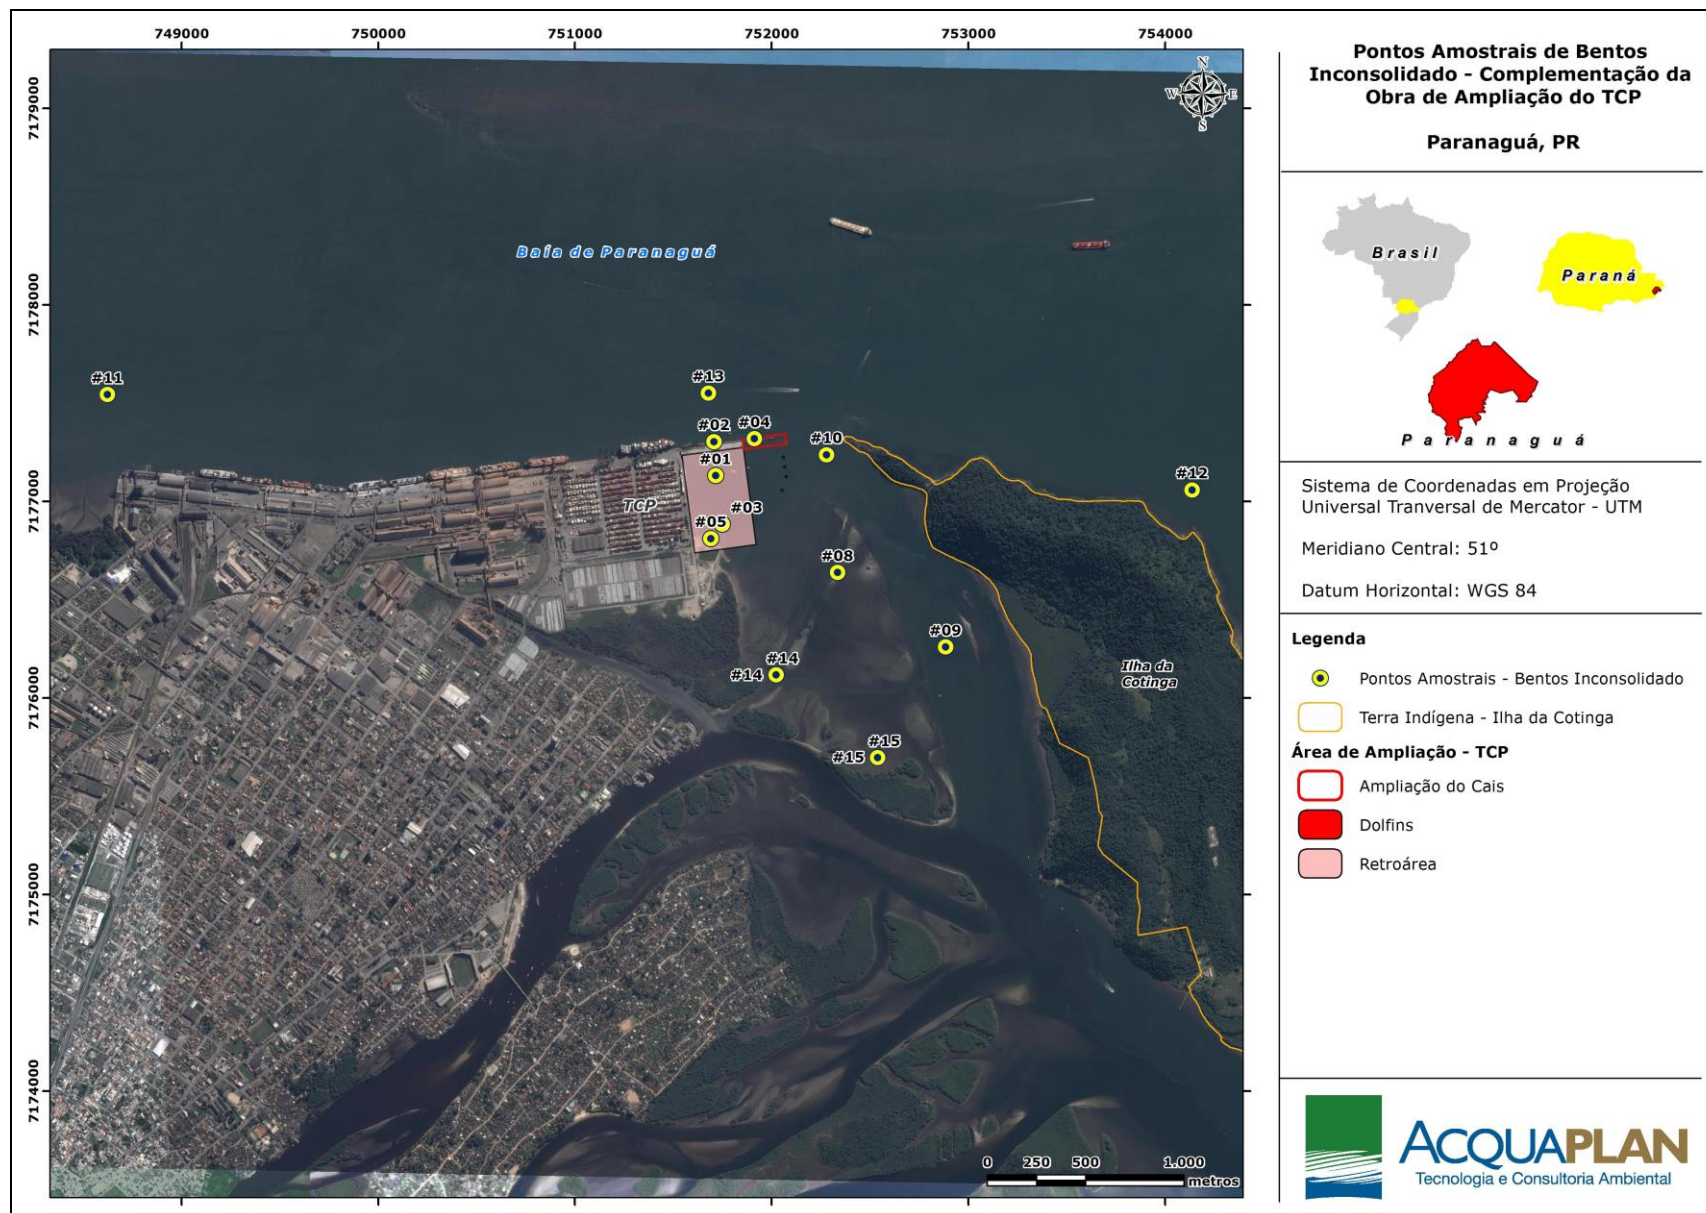 749000
750000
751000
752000
753000
754000
7179000
7178000
7177000
7176000
7175000
7174000
N
W
E
S
Baía de Paranaguá
#11
#13
#02
#04
#10
#01
#12
TCP
#03
#05
#08
#09
#14
#14
Ilha da
Cotinga
#15
#15
0 250 500 1.000
metros
Pontos Amostrais de Bentos
Inconsolidado - Complementação da
Obra de Ampliação do TCP
Paranaguá, PR
Brasil
Paraná
Paranaguá
Sistema de Coordenadas em Projeção
Universal Tranversal de Mercator - UTM
Meridiano Central: 51º
Datum Horizontal: WGS 84
Legenda
Pontos Amostrais - Bentos Inconsolidado
Terra Indígena - Ilha da Cotinga
Área de Ampliação - TCP
Ampliação do Cais
Dolfins
Retroárea
ACQUAPLAN
Tecnologia e Consultoria Ambiental